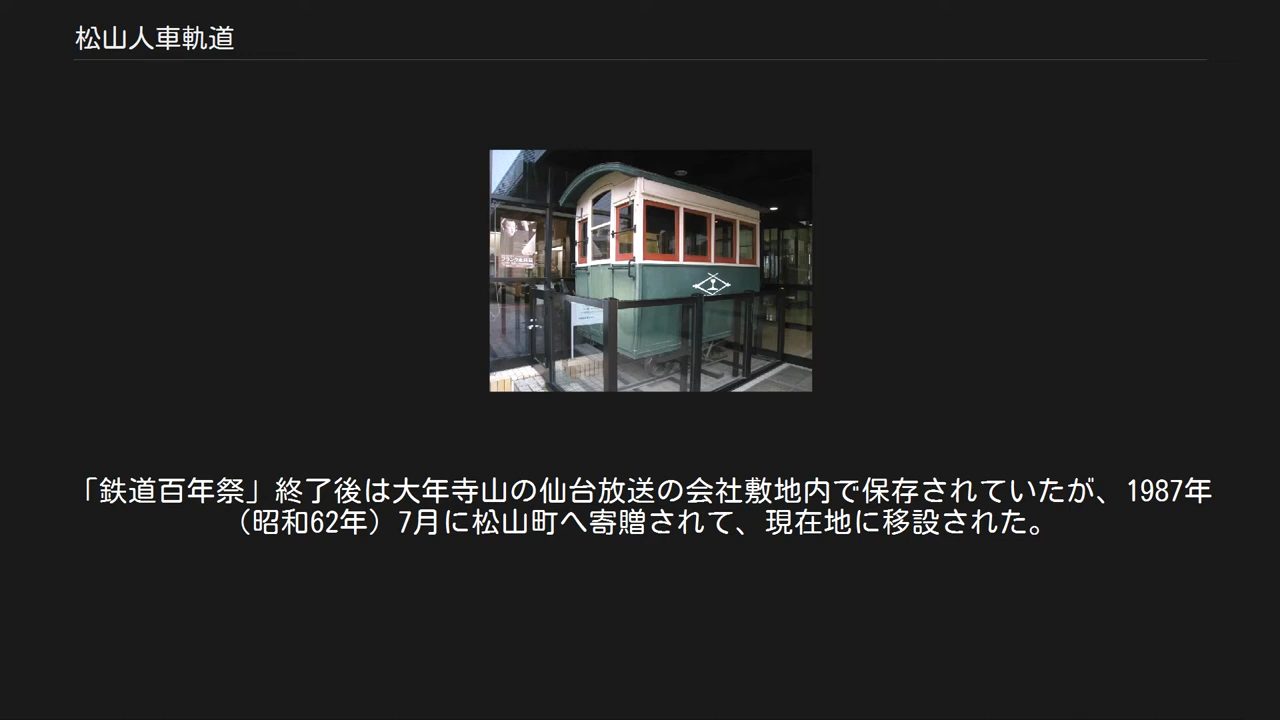 松山人車軌道
「鉄道百年祭」終了後は大年寺山の仙台放送の会社敷地内で保存されていたが、1987年
（昭和62年）7月に松山町へ寄贈されて、現在地に移設された。